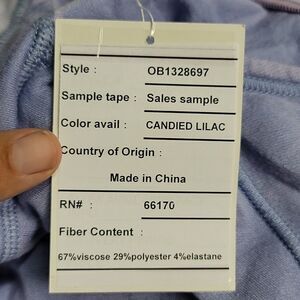 Style : OB1328697
Sample tape : Sales sample
Color avail : CANDIED LILAC
Country of Origin :
Made in China
RN# : 66170
Fiber Content :
67%viscose 29%polyester 4%elastane